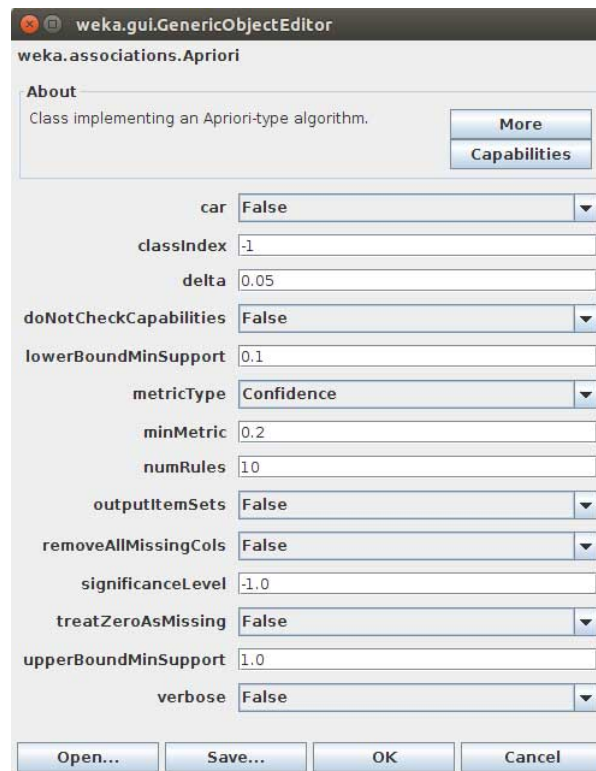 weka.gui.GenericObjectEditor
weka.associations.Apriori
About
Class implementing an Apriori-type algorithm.
More
Capabilities
car False
classIndex -1
delta 0.05
doNotCheckCapabilities False
lowerBoundMinSupport 0.1
metricType Confidence
minMetric 0.2
numRules 10
outputItemSets False
removeAllMissingCols False
significanceLevel -1.0
treatZeroAsMissing False
upperBoundMinSupport 1.0
verbose False
Open... Save... OK Cancel